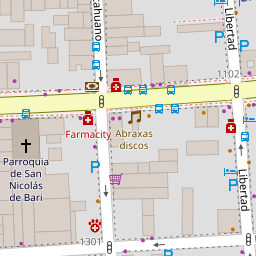 cahuano
Libertad
1102
Farmacity
Abraxas
discos
Parroquia
de San
Nicolás
de Bari
Libertad
1301